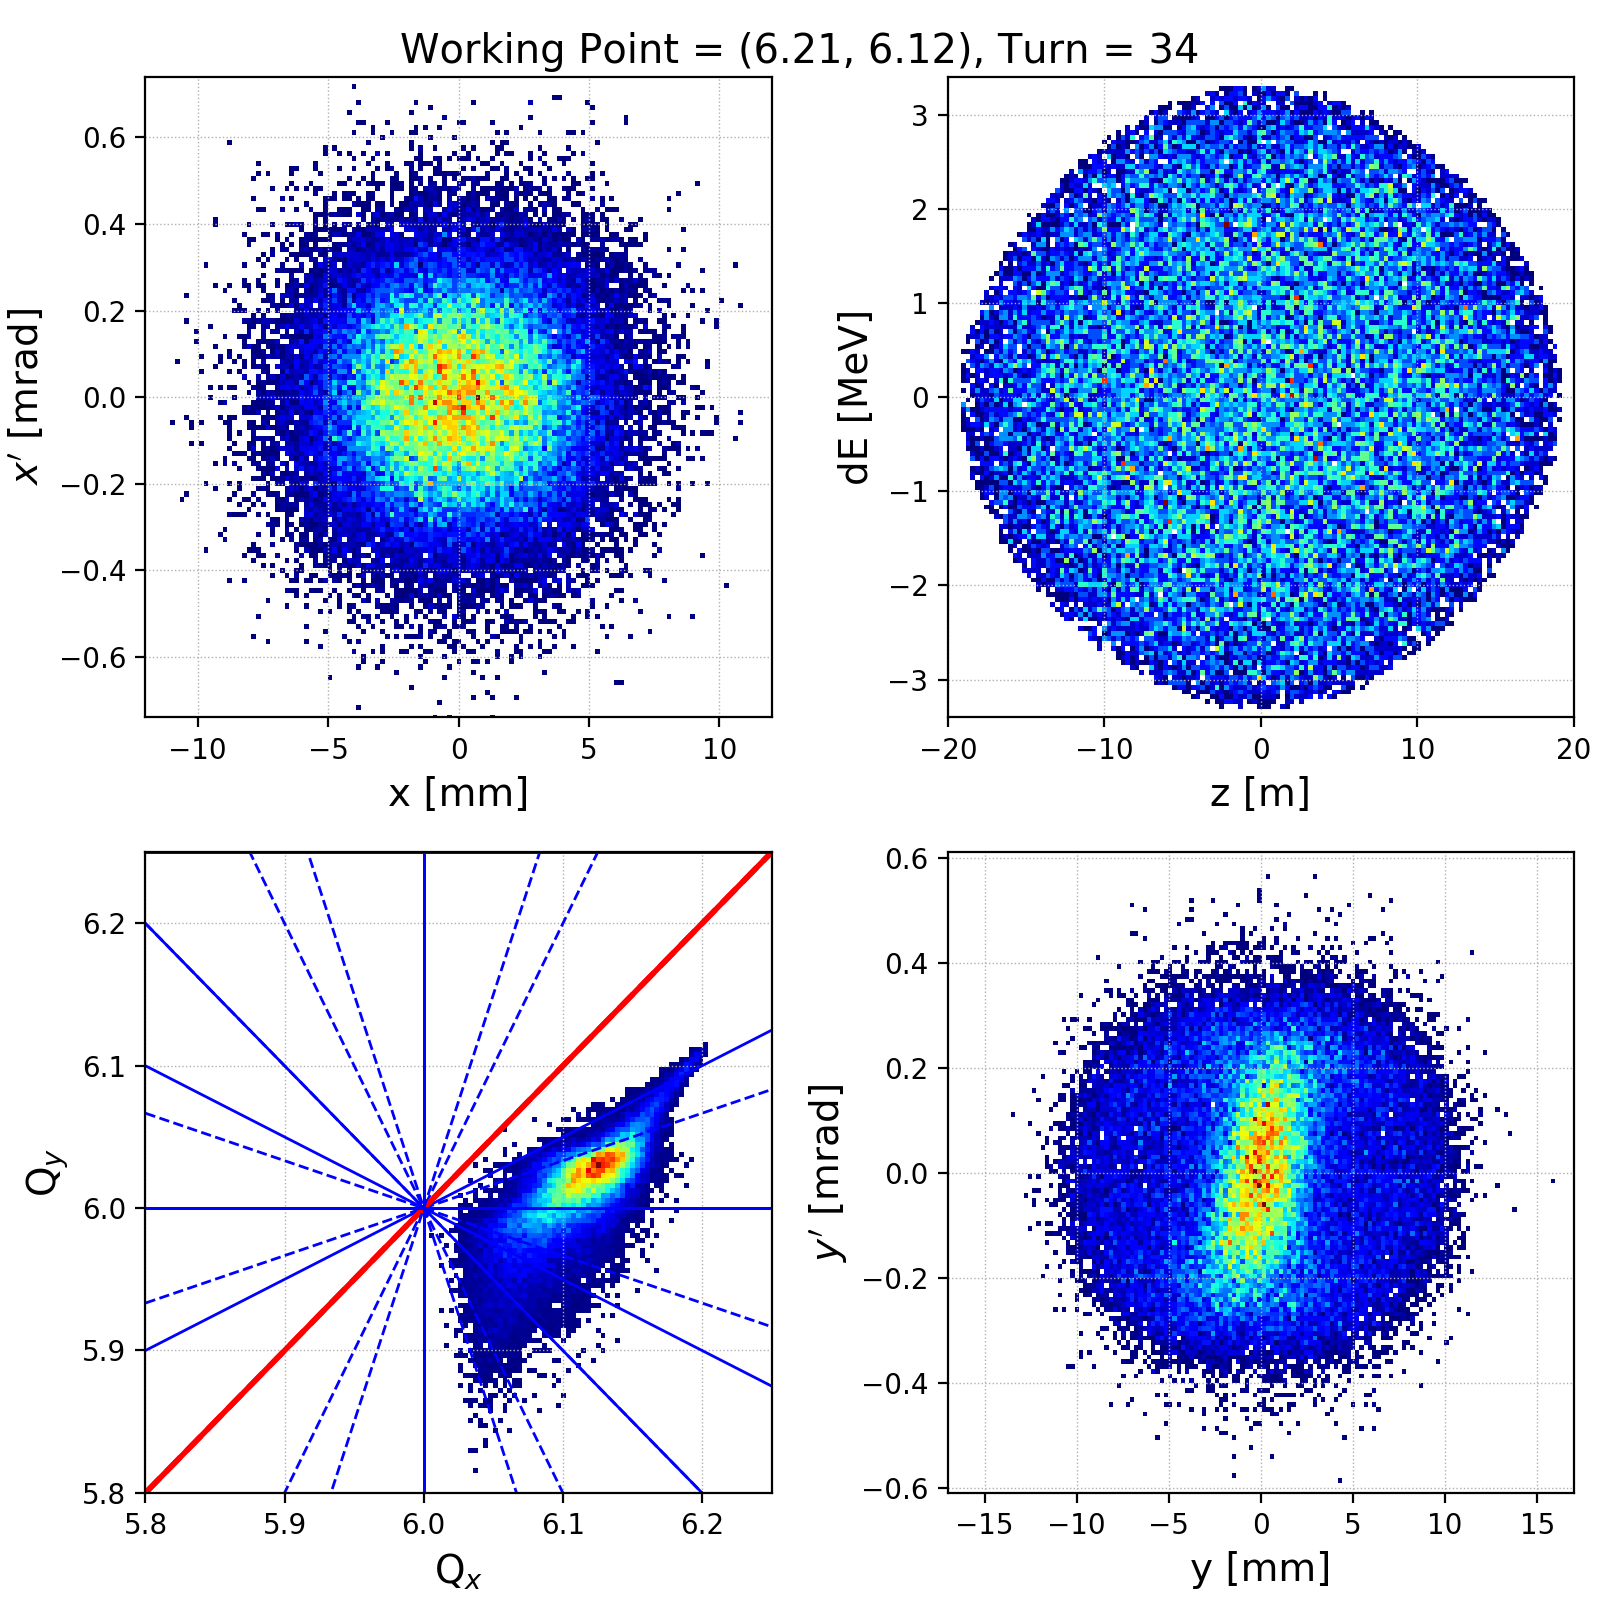 Working Point = (6.21, 6.12), Turn = 34
0.6
0.4
0.2
0.0
−0.2
−0.4
−0.6
x′ [mrad]
−10 −5 0 5 10
x [mm]
3
2
1
0
−1
−2
−3
dE [MeV]
−20 −10 0 10 20
z [m]
6.2
6.1
6.0
5.9
5.8
Qy
5.8 5.9 6.0 6.1 6.2
Qx
0.6
0.4
0.2
0.0
−0.2
−0.4
−0.6
y′ [mrad]
−15 −10 −5 0 5 10 15
y [mm]